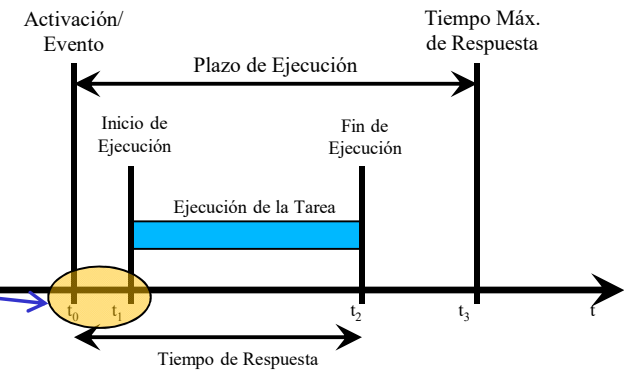 Activación/
Evento
Tiempo Máx.
de Respuesta
Plazo de Ejecución
Inicio de
Ejecución
Fin de
Ejecución
Ejecución de la Tarea
t0
t1
t2
t3
t
Tiempo de Respuesta